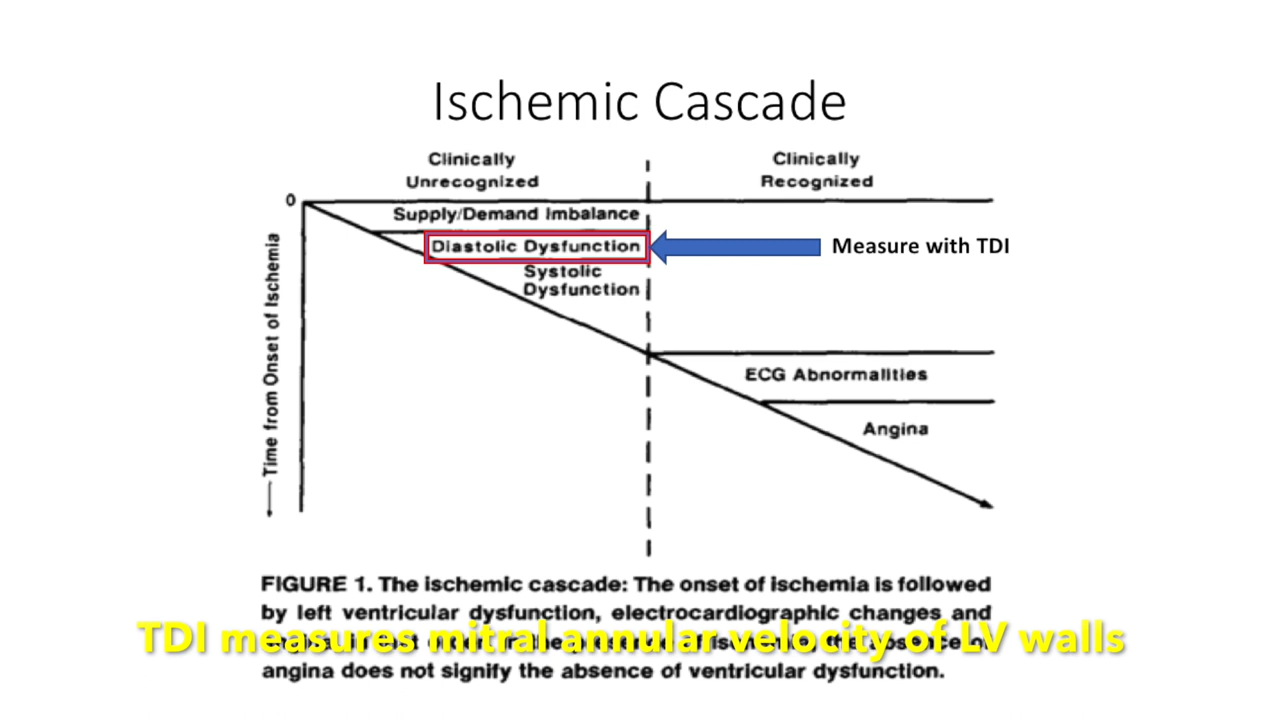 Ischemic Cascade
Clinically
Unrecognized
Clinically
Recognized
0
Supply/Demand Imbalance
Diastolic Dysfunction
Measure with TDI
Systolic
Dysfunction
Time from Onset of Ischemia
ECG Abnormalities
Angina
FIGURE 1. The ischemic cascade: The onset of ischemia is followed
by left ventricular dysfunction, electrocardiographic changes and
TDI measures mitral annular velocity of LV walls
angina does not signify the absence of ventricular dysfunction.